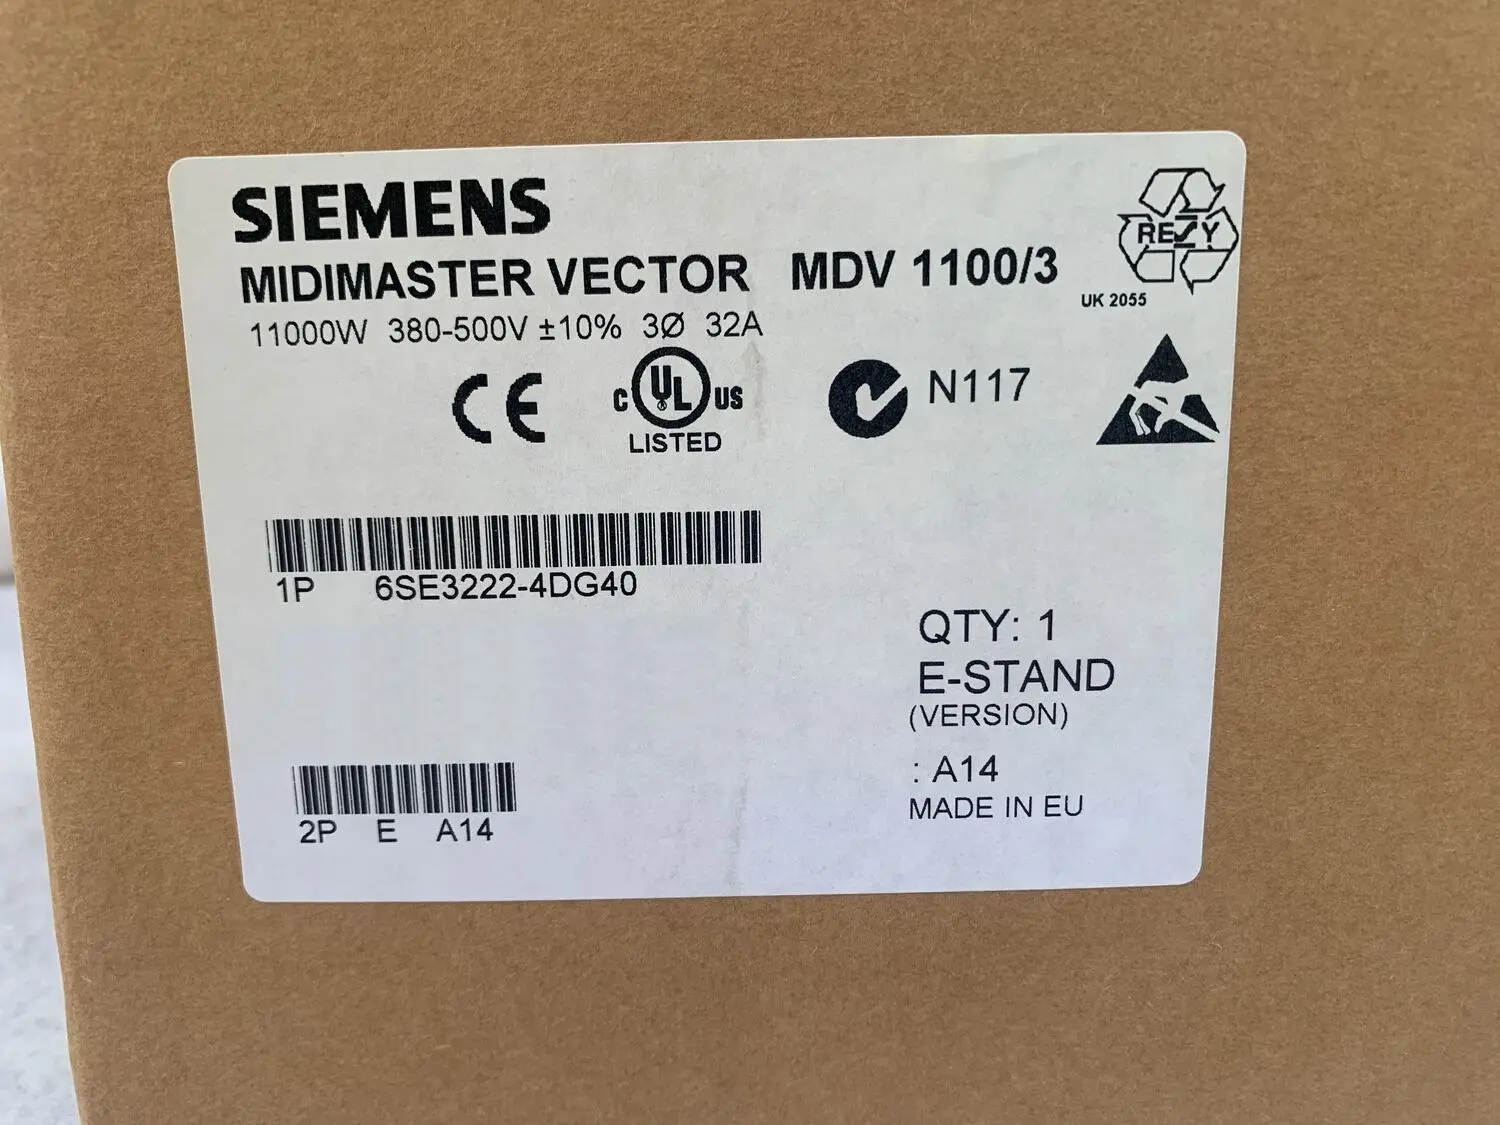 SIEMENS
MIDIMASTER VECTOR MDV 1100/3
11000W 380-500V ±10% 3Ø 32A
REZY
UK 2055
CE
C UL US
LISTED
N117
1P 6SE3222-4DG40
QTY: 1
E-STAND
(VERSION)
: A14
MADE IN EU
2P E A14